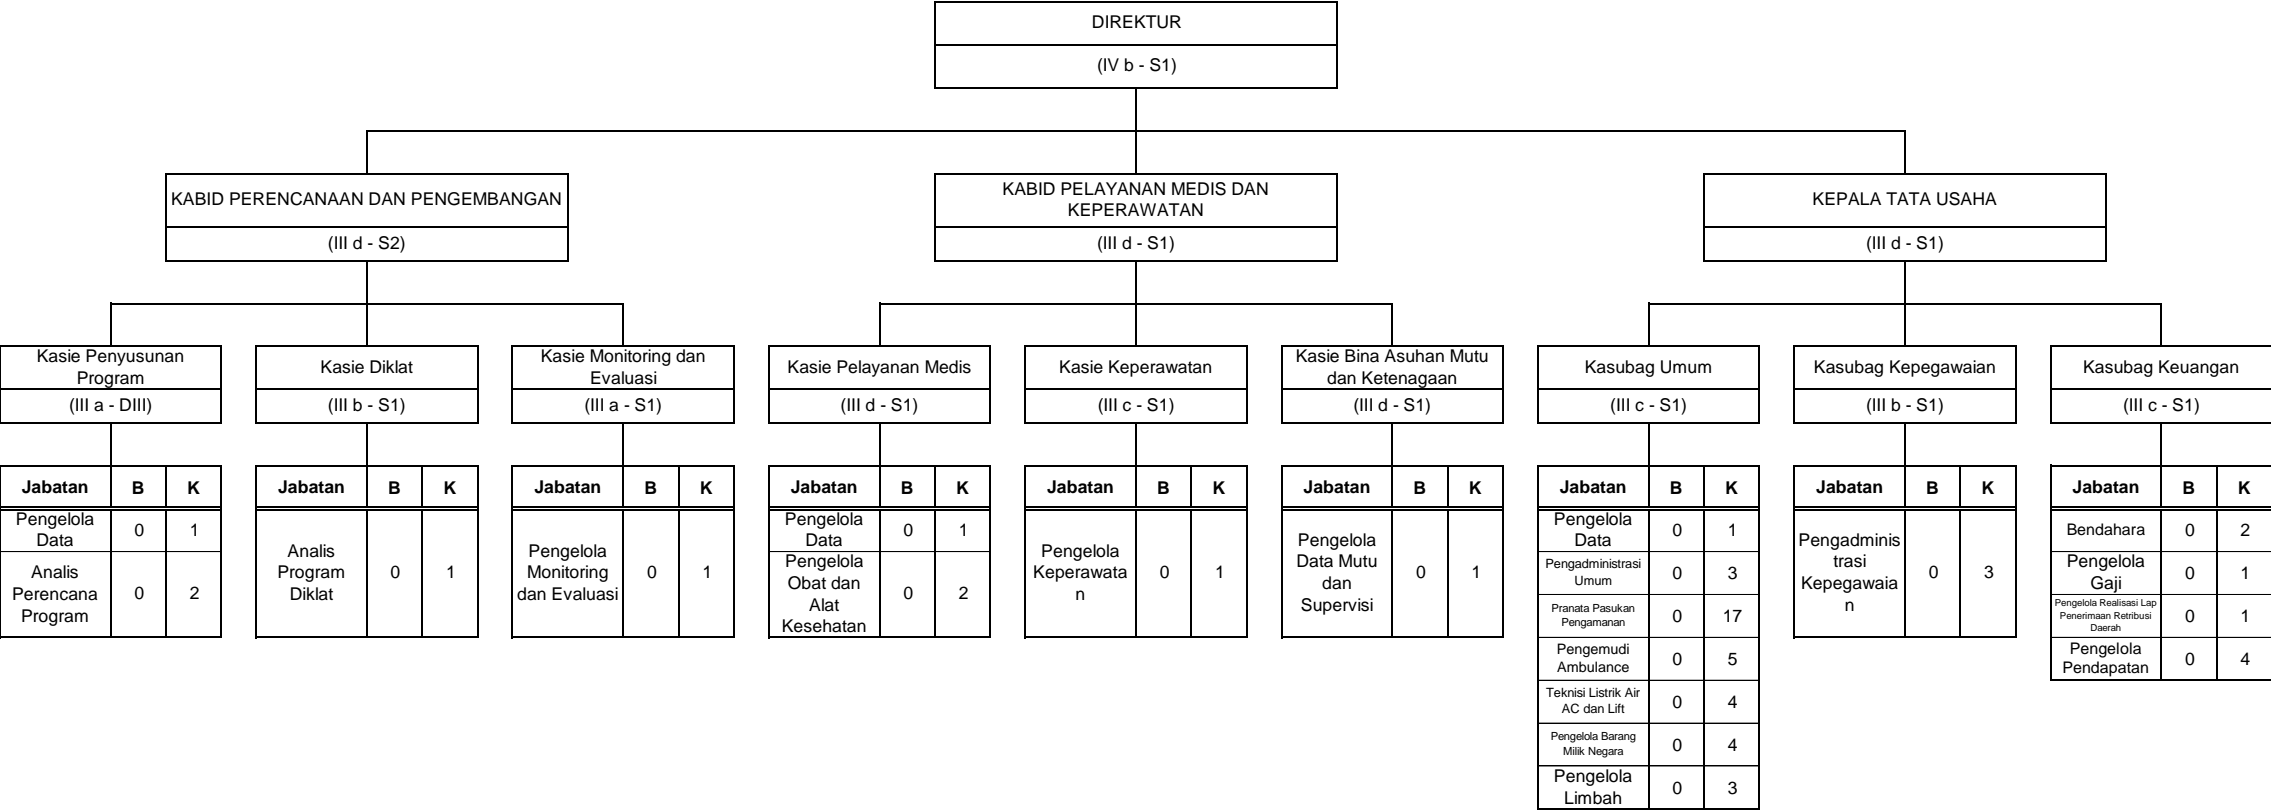 DIREKTUR
(IV b - S1)
KABID PERENCANAAN DAN PENGEMBANGAN
(III d - S2)
KABID PELAYANAN MEDIS DAN
KEPERAWATAN
(III d - S1)
KEPALA TATA USAHA
(III d - S1)
Kasie Penyusunan
Program
(III a - DIII)
Kasie Diklat
(III b - S1)
Kasie Monitoring dan
Evaluasi
(III a - S1)
Kasie Pelayanan Medis
(III d - S1)
Kasie Keperawatan
(III c - S1)
Kasie Bina Asuhan Mutu
dan Ketenagaan
(III d - S1)
Kasubag Umum
(III c - S1)
Kasubag Kepegawaian
(III b - S1)
Kasubag Keuangan
(III c - S1)
Jabatan B K
Pengelola
Data 0 1
Analis
Perencana
Program 0 2
Jabatan B K
Analis
Program
Diklat 0 1
Jabatan B K
Pengelola
Monitoring
dan Evaluasi 0 1
Jabatan B K
Pengelola
Data 0 1
Pengelola
Obat dan
Alat
Kesehatan 0 2
Jabatan B K
Pengelola
Keperawata
n 0 1
Jabatan B K
Pengelola
Data Mutu
dan
Supervisi 0 1
Jabatan B K
Pengelola
Data 0 1
Pengadministrasi
Umum 0 3
Pranata Pasukan
Pengamanan 0 17
Pengemudi
Ambulance 0 5
Teknisi Listrik Air
AC dan Lift 0 4
Pengelola Barang
Milik Negara 0 4
Pengelola
Limbah 0 3
Jabatan B K
Pengadminis
trasi
Kepegawaia
n 0 3
Jabatan B K
Bendahara 0 2
Pengelola
Gaji 0 1
Pengelola Realisasi Lap
Penerimaan Retribusi
Daerah 0 1
Pengelola
Pendapatan 0 4